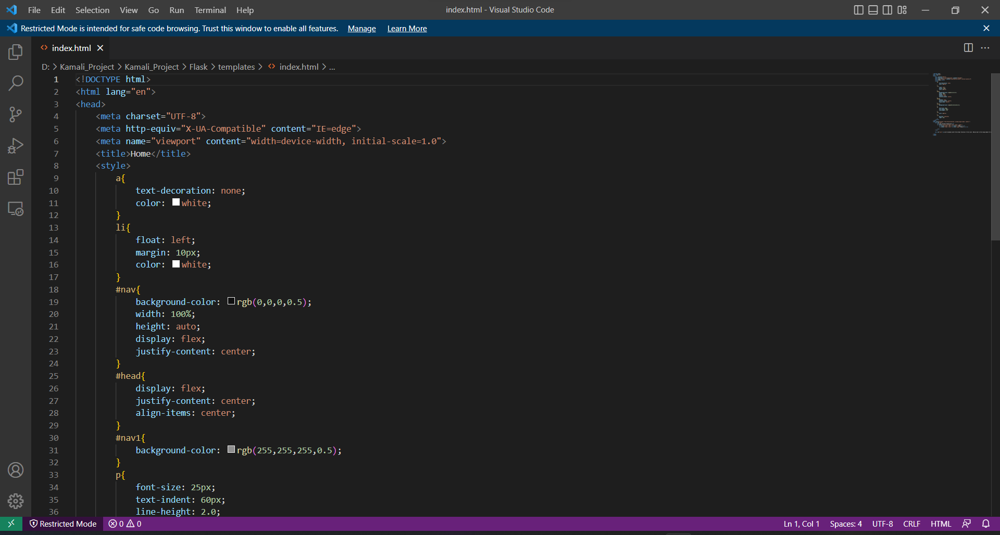 File Edit Selection View Go Run Terminal Help index.html - Visual Studio Code
Restricted Mode is intended for safe code browsing. Trust this window to enable all features. Manage Learn More
index.html
D: > Kamali_Project > Kamali_Project > Flask > templates > index.html > ...
1 <!DOCTYPE html>
2 <html lang="en">
3 <head>
4     <meta charset="UTF-8">
5     <meta http-equiv="X-UA-Compatible" content="IE=edge">
6     <meta name="viewport" content="width=device-width, initial-scale=1.0">
7     <title>Home</title>
8     <style>
9         a{
10             text-decoration: none;
11             color: white;
12         }
13         li{
14             float: left;
15             margin: 10px;
16             color: white;
17         }
18         #nav{
19             background-color: rgb(0,0,0,0.5);
20             width: 100%;
21             height: auto;
22             display: flex;
23             justify-content: center;
24         }
25         #head{
26             display: flex;
27             justify-content: center;
28             align-items: center;
29         }
30         #nav1{
31             background-color: rgb(255,255,255,0.5);
32         }
33         p{
34             font-size: 25px;
35             text-indent: 60px;
36             line-height: 2.0;
Restricted Mode 0 0 Ln 1, Col 1 Spaces: 4 UTF-8 CRLF HTML